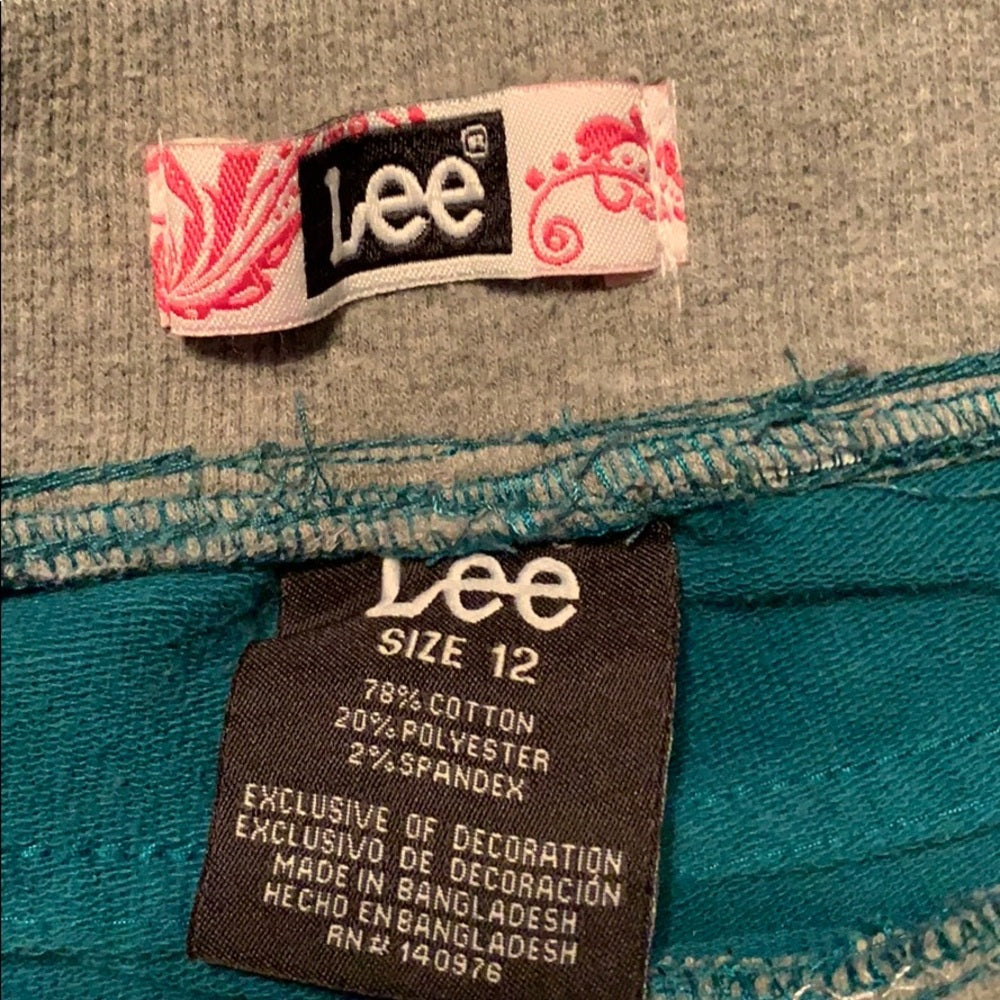 Lee®
Lee
SIZE 12
78% COTTON
20% POLYESTER
2% SPANDEX
EXCLUSIVE OF DECORATION
EXCLUSIVO DE DECORACIÓN
MADE IN BANGLADESH
HECHO EN BANGLADESH
RN# 140976